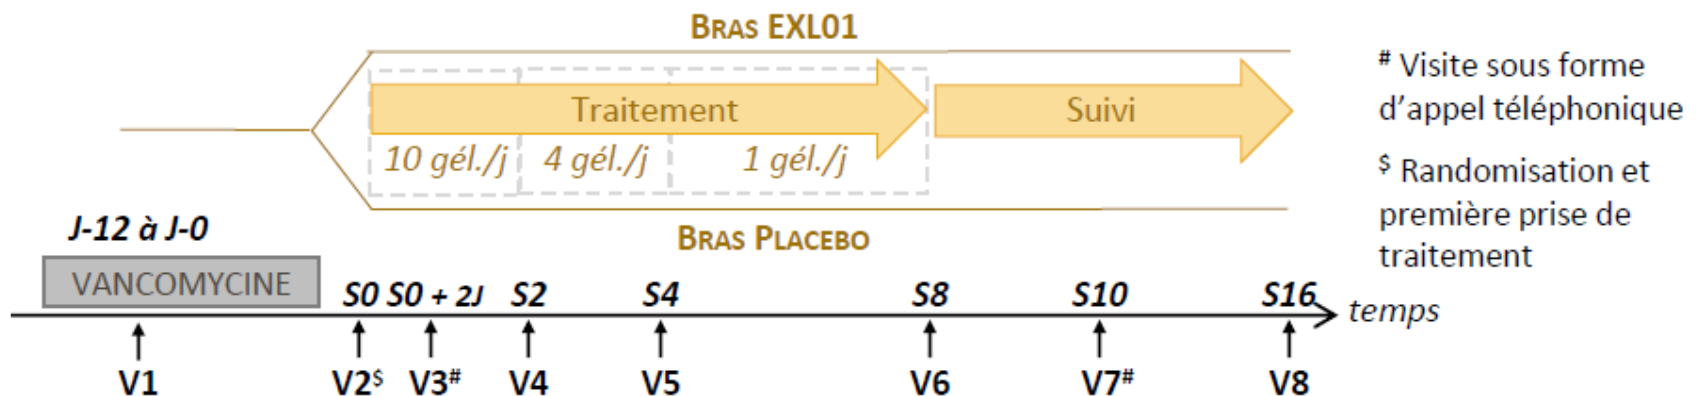 BRAS EXL01
Traitement
Suivi
10 gél./j
4 gél./j
1 gél./j
BRAS PLACEBO
# Visite sous forme
d’appel téléphonique
$ Randomisation et
première prise de
traitement
J-12 à J-0
VANCOMYCINE
S0 S0 + 2J S2 S4 S8 S10 S16
temps
V1 V2$ V3# V4 V5 V6 V7# V8